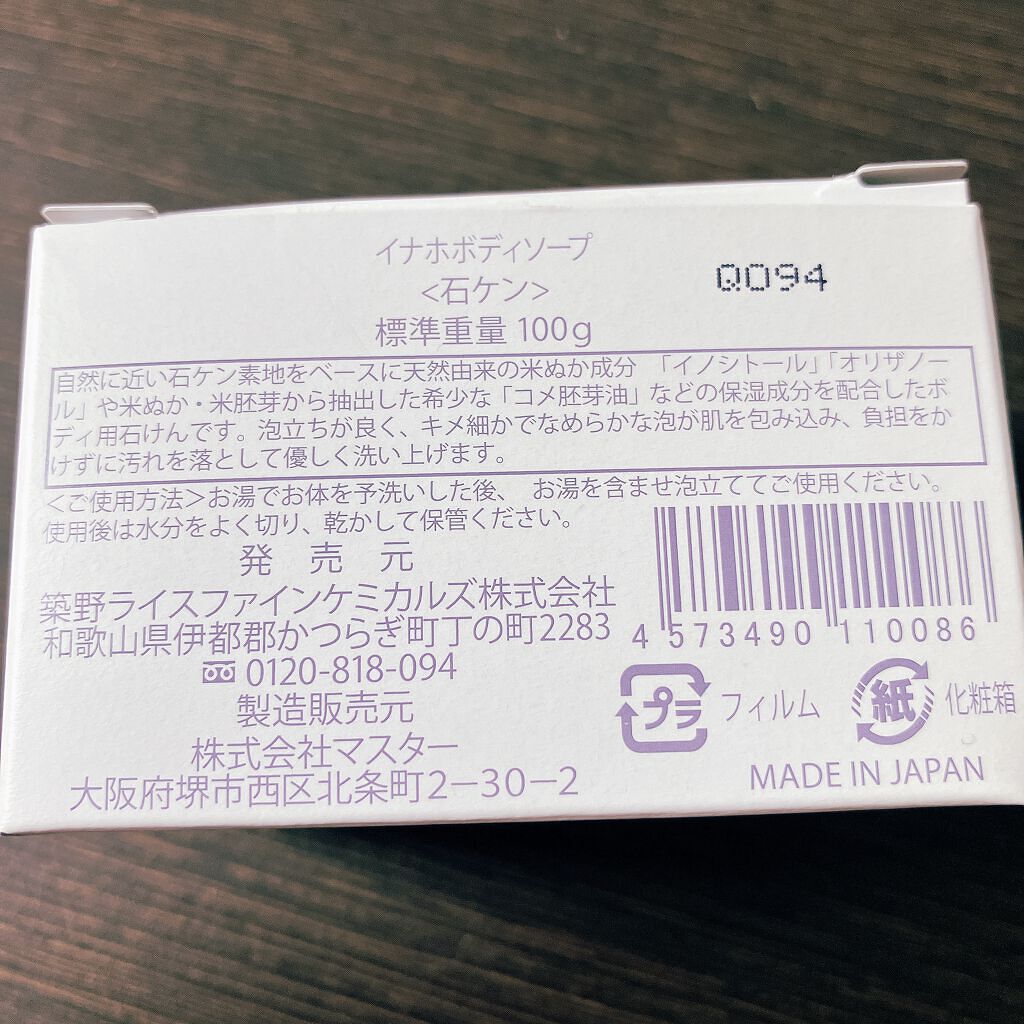 イナホボディソープ
<石ケン>
標準重量 100g
Q094
自然に近い石ケン素地をベースに天然由来の米ぬか成分　「イノシトール」「オリザノー
ル」や米ぬか・米胚芽から抽出した希少な「コメ胚芽油」などの保湿成分を配合したボ
ディ用石けんです。泡立ちが良く、キメ細かでなめらかな泡が肌を包み込み、負担をか
けずに汚れを落として優しく洗い上げます。
＜ご使用方法＞お湯でお体を予洗いした後、　お湯を含ませ泡立ててご使用ください。
使用後は水分をよく切り、乾かして保管ください。
発　売　元
築野ライスファインケミカルズ株式会社
和歌山県伊都郡かつらぎ町丁の町2283
0120-818-094
製造販売元
株式会社マスター
大阪府堺市西区北条町2－30－2
4 573490 110086
プラ フィルム 紙 化粧箱
MADE IN JAPAN